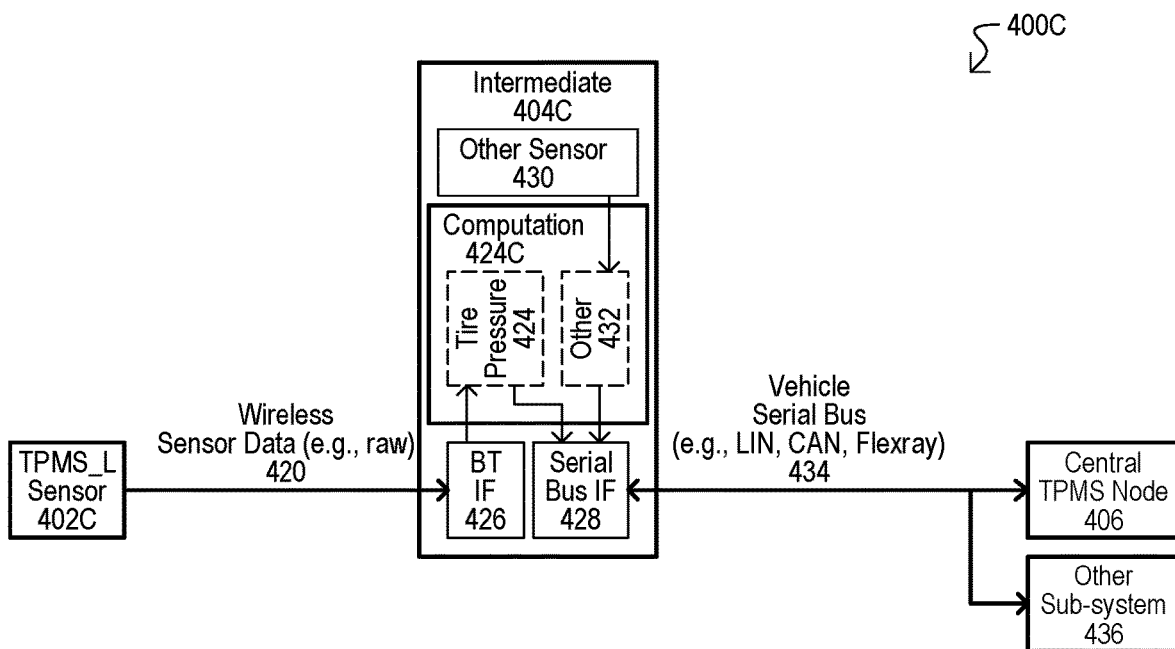 400C
Intermediate
404C
Other Sensor
430
Computation
424C
Tire
Pressure
424
Other
432
Wireless
Sensor Data (e.g., raw)
420
Vehicle
Serial Bus
(e.g., LIN, CAN, Flexray)
434
TPMS_L
Sensor
402C
BT
IF
426
Serial
Bus IF
428
Central
TPMS Node
406
Other
Sub-system
436